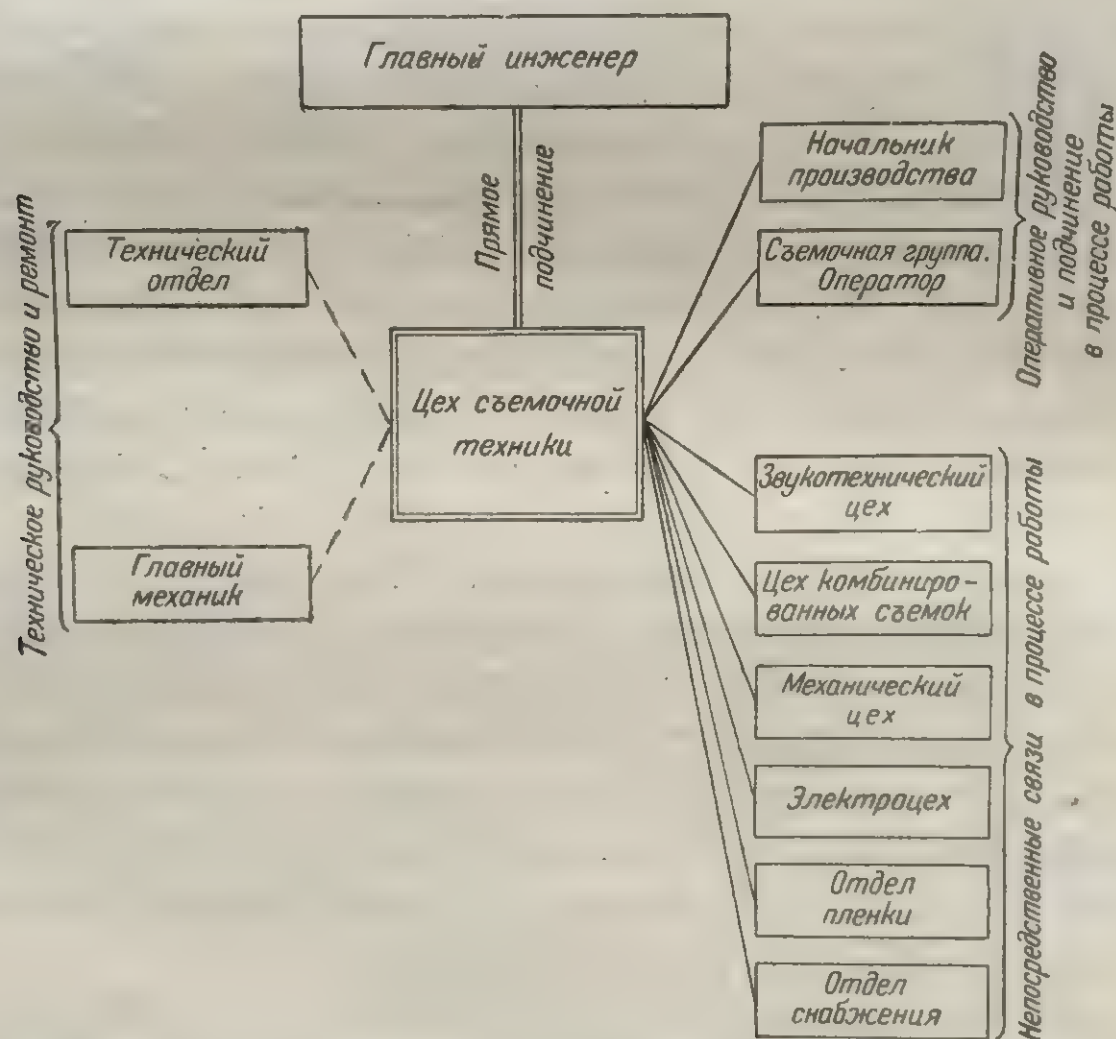 Главный инженер
Прямое
подчинение
Техническое руководство и ремонт
Технический
отдел
Главный
механик
Цех съемочной
техники
Начальник
производства
Съемочная группа.
Оператор
Оперативное руководство
и подчинение
в процессе работы
Звукотехнический
цех
Цех комбиниро-
ванных съемок
Механический
цех
Электроцех
Отдел
пленки
Отдел
снабжения
Непосредственные связи в процессе работы